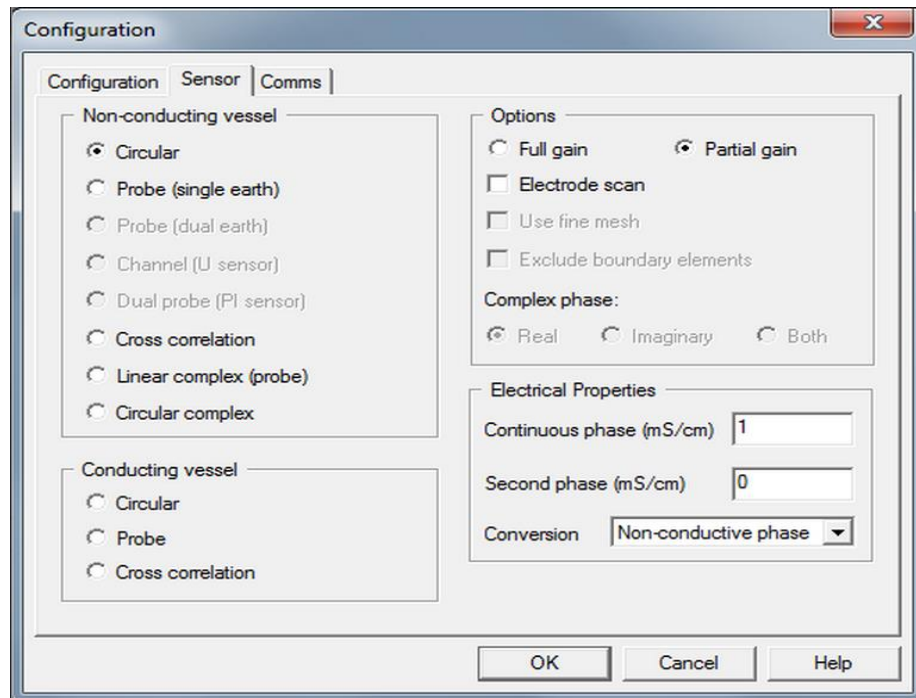 Configuration
Configuration Sensor Comms
Non-conducting vessel
Circular
Probe (single earth)
Probe (dual earth)
Channel (U sensor)
Dual probe (PI sensor)
Cross correlation
Linear complex (probe)
Circular complex
Conducting vessel
Circular
Probe
Cross correlation
Options
Full gain Partial gain
Electrode scan
Use fine mesh
Exclude boundary elements
Complex phase:
Real Imaginary Both
Electrical Properties
Continuous phase (mS/cm) 1
Second phase (mS/cm) 0
Conversion Non-conductive phase
OK Cancel Help